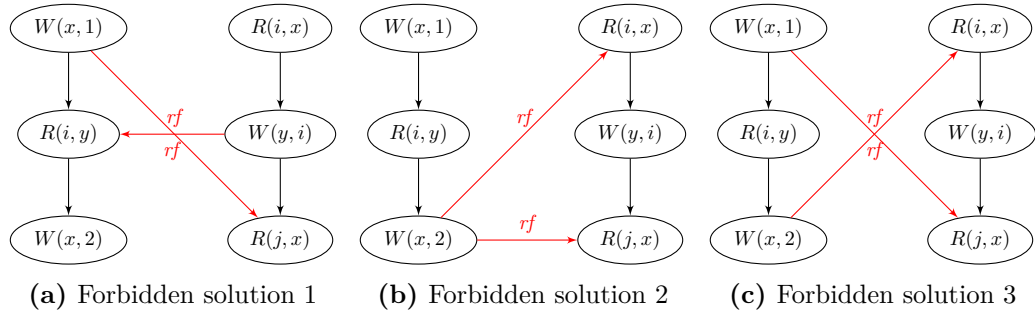 W(x, 1)
R(i, x)
R(i, y)
rf
rf
W(y, i)
W(x, 2)
R(j, x)
(a) Forbidden solution 1
W(x, 1)
R(i, x)
rf
R(i, y)
W(y, i)
W(x, 2)
rf
R(j, x)
(b) Forbidden solution 2
W(x, 1)
R(i, x)
R(i, y)
rf
rf
W(y, i)
W(x, 2)
R(j, x)
(c) Forbidden solution 3